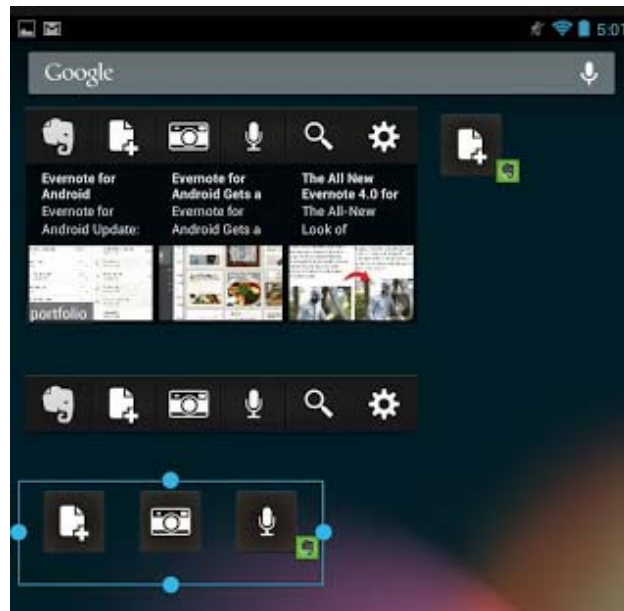 5:07
Google
Evernote for
Android
Evernote for
Android Update:
Evernote for
Android Gets a
Evernote for
Android Gets a
The All New
Evernote 4.0 for
The All-New
Look of
portfolio